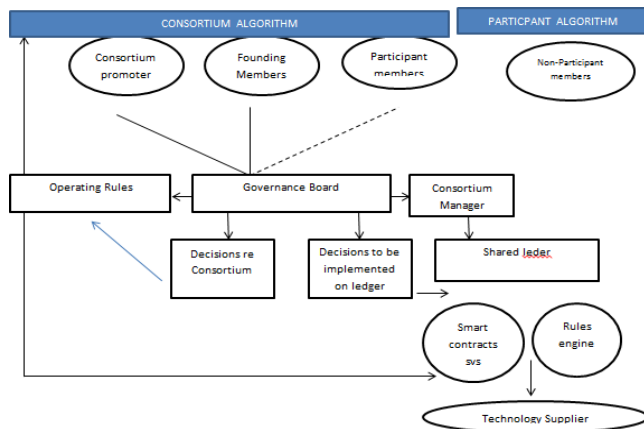 CONSORTIUM ALGORITHM
PARTICPANT ALGORITHM
Consortium
promoter
Founding
Members
Participant
members
Non-Participant
members
Operating Rules
Governance Board
Consortium
Manager
Decisions re
Consortium
Decisions to be
implemented
on ledger
Shared leder
Smart
contracts
svs
Rules
engine
Technology Supplier